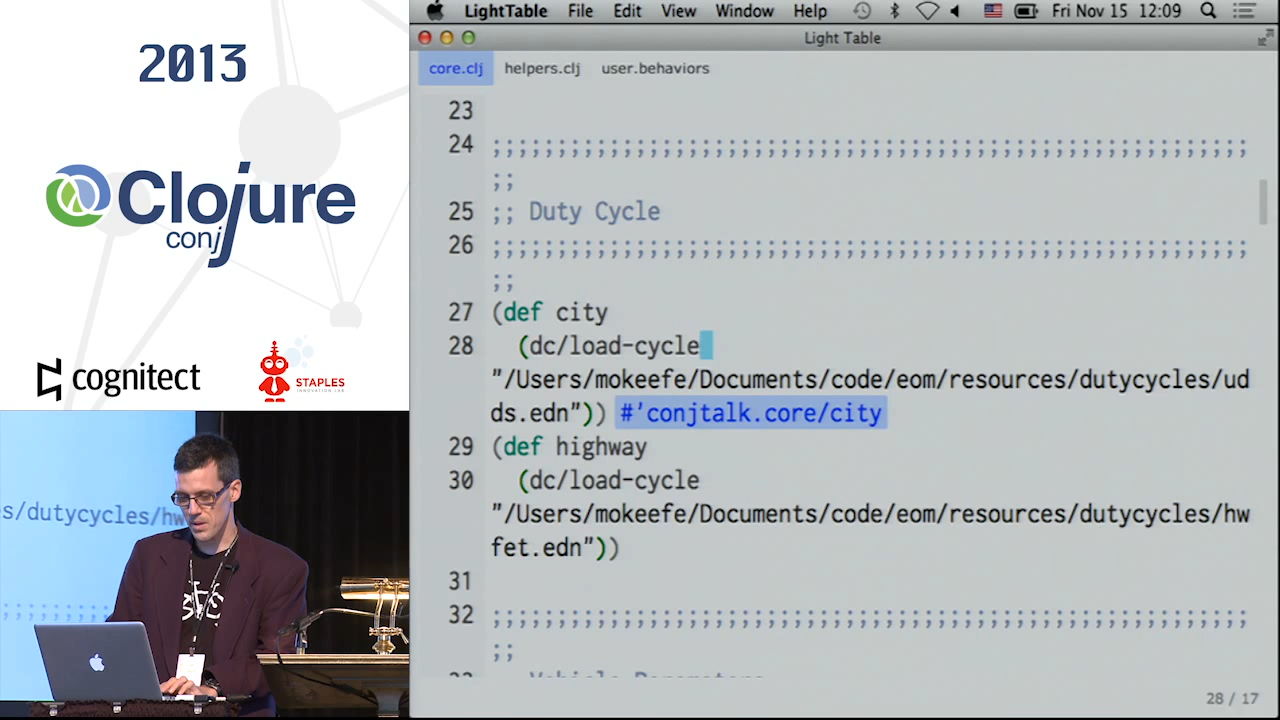 2013
Clojure
conj
cognitect
STAPLES
INNOVATION LAB
s/dutycycles/hw
LightTable File Edit View Window Help Fri Nov 15 12:09
Light Table
core.clj helpers.clj user.behaviors
23
24 ;;;;;;;;;;;;;;;;;;;;;;;;;;;;;;;;;;;;;;;;;;;;;;;;;;;;;;;;;;
;;
25 ;; Duty Cycle
26 ;;;;;;;;;;;;;;;;;;;;;;;;;;;;;;;;;;;;;;;;;;;;;;;;;;;;;;;;;;
;;
27 (def city
28 (dc/load-cycle
"/Users/mokeefe/Documents/code/eom/resources/dutycycles/ud
ds.edn")) #'conjtalk.core/city
29 (def highway
30 (dc/load-cycle
"/Users/mokeefe/Documents/code/eom/resources/dutycycles/hw
fet.edn"))
31
32 ;;;;;;;;;;;;;;;;;;;;;;;;;;;;;;;;;;;;;;;;;;;;;;;;;;;;;;;;;;
;;
28 / 17